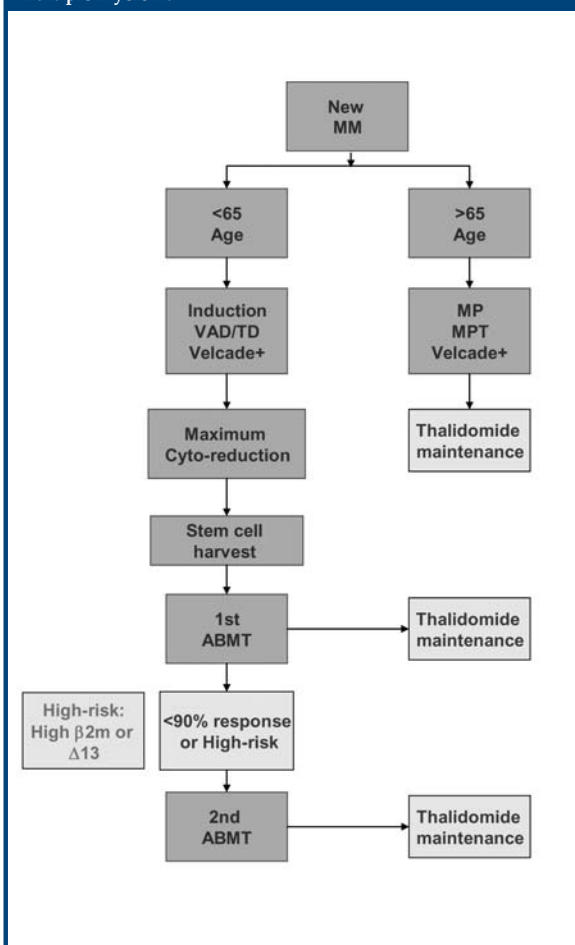 New
MM
<65
Age
>65
Age
Induction
VAD/TD
Velcade+
MP
MPT
Velcade+
Maximum
Cyto-reduction
Thalidomide
maintenance
Stem cell
harvest
1st
ABMT
Thalidomide
maintenance
High-risk:
High β2m or
Δ13
<90% response
or High-risk
2nd
ABMT
Thalidomide
maintenance